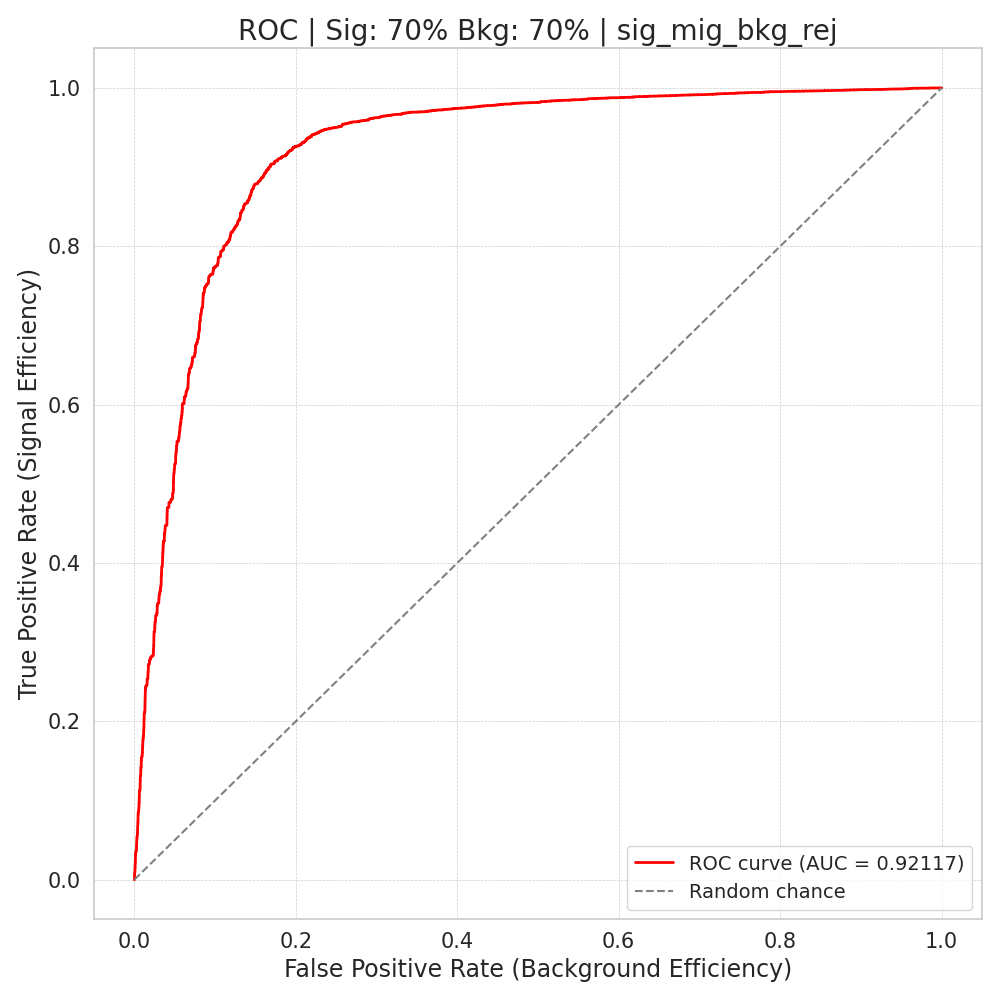 ROC | Sig: 70% Bkg: 70% | sig_mig_bkg_rej
True Positive Rate (Signal Efficiency)
1.0
0.8
0.6
0.4
0.2
0.0
ROC curve (AUC = 0.92117)
Random chance
0.0 0.2 0.4 0.6 0.8 1.0
False Positive Rate (Background Efficiency)